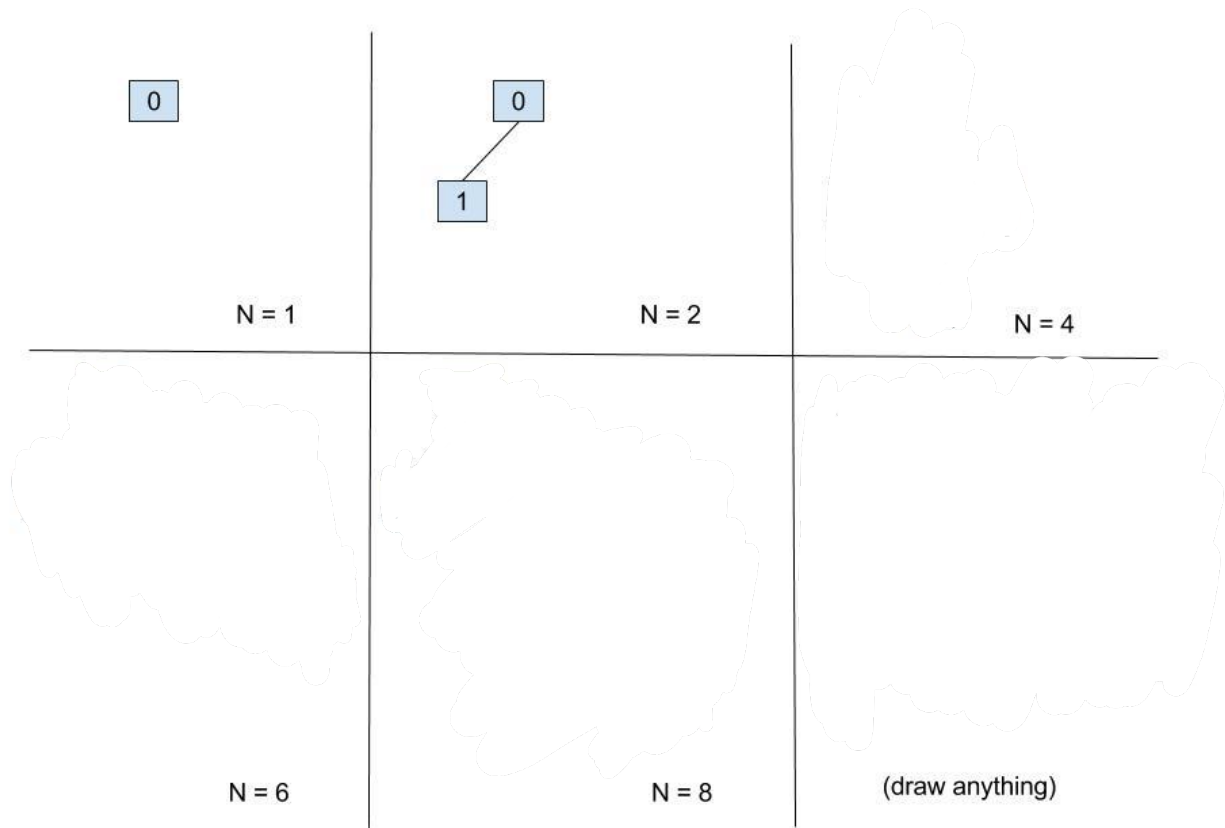 0
0
1
N = 1
N = 2
N = 4
N = 6
N = 8
(draw anything)